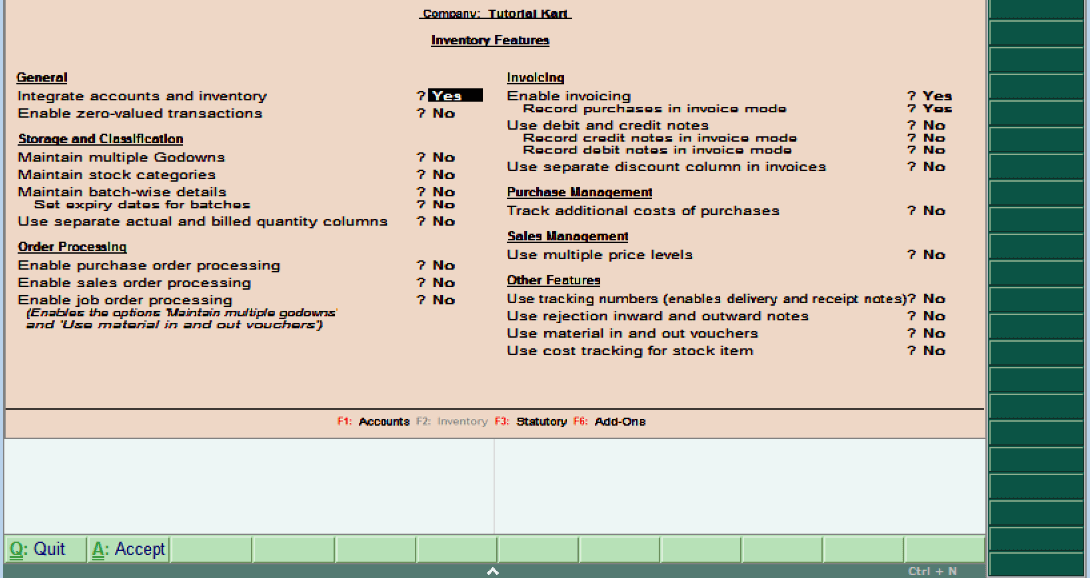 Company: Tutorial Kart
Inventory Features
General
Integrate accounts and inventory ? Yes
Enable zero-valued transactions ? No
Storage and Classification
Maintain multiple Godowns ? No
Maintain stock categories ? No
Maintain batch-wise details ? No
Set expiry dates for batches ? No
Use separate actual and billed quantity columns ? No
Order Processing
Enable purchase order processing ? No
Enable sales order processing ? No
Enable job order processing ? No
(Enables the options 'Maintain multiple godowns'
and 'Use material in and out vouchers')
Invoicing
Enable invoicing ? Yes
Record purchases in invoice mode ? Yes
Use debit and credit notes ? No
Record credit notes in invoice mode ? No
Record debit notes in invoice mode ? No
Use separate discount column in invoices ? No
Purchase Management
Track additional costs of purchases ? No
Sales Management
Use multiple price levels ? No
Other Features
Use tracking numbers (enables delivery and receipt notes)? No
Use rejection inward and outward notes ? No
Use material in and out vouchers ? No
Use cost tracking for stock item ? No
F1: Accounts F2: Inventory F3: Statutory F6: Add-Ons
Q: Quit A: Accept
Ctrl + N